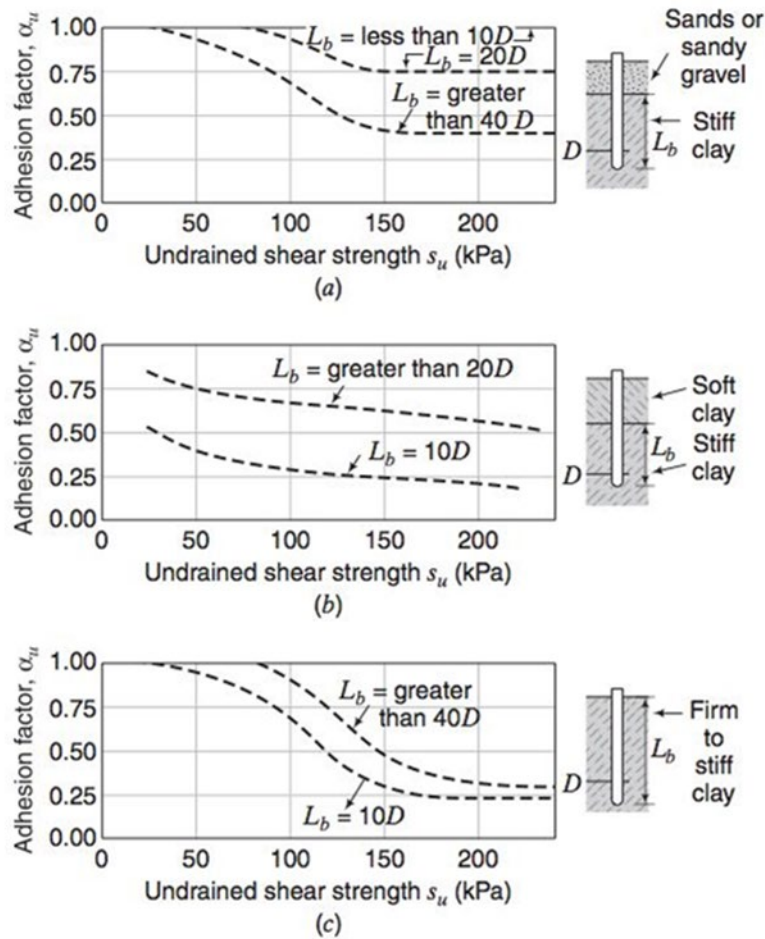 Adhesion factor, αu
1.00
0.75
0.50
0.25
0.00
Lb = less than 10D
Lb = 20D
Lb = greater
than 40 D
0 50 100 150 200
Undrained shear strength su (kPa)
(a)
Sands or
sandy
gravel
Stiff
clay
Lb
D
Adhesion factor, αu
1.00
0.75
0.50
0.25
0.00
Lb = greater than 20D
Lb = 10D
0 50 100 150 200
Undrained shear strength su (kPa)
(b)
Soft
clay
Lb
Stiff
clay
D
Adhesion factor, αu
1.00
0.75
0.50
0.25
0.00
Lb = greater
than 40D
Lb = 10D
0 50 100 150 200
Undrained shear strength su (kPa)
(c)
Firm
to
stiff
clay
Lb
D